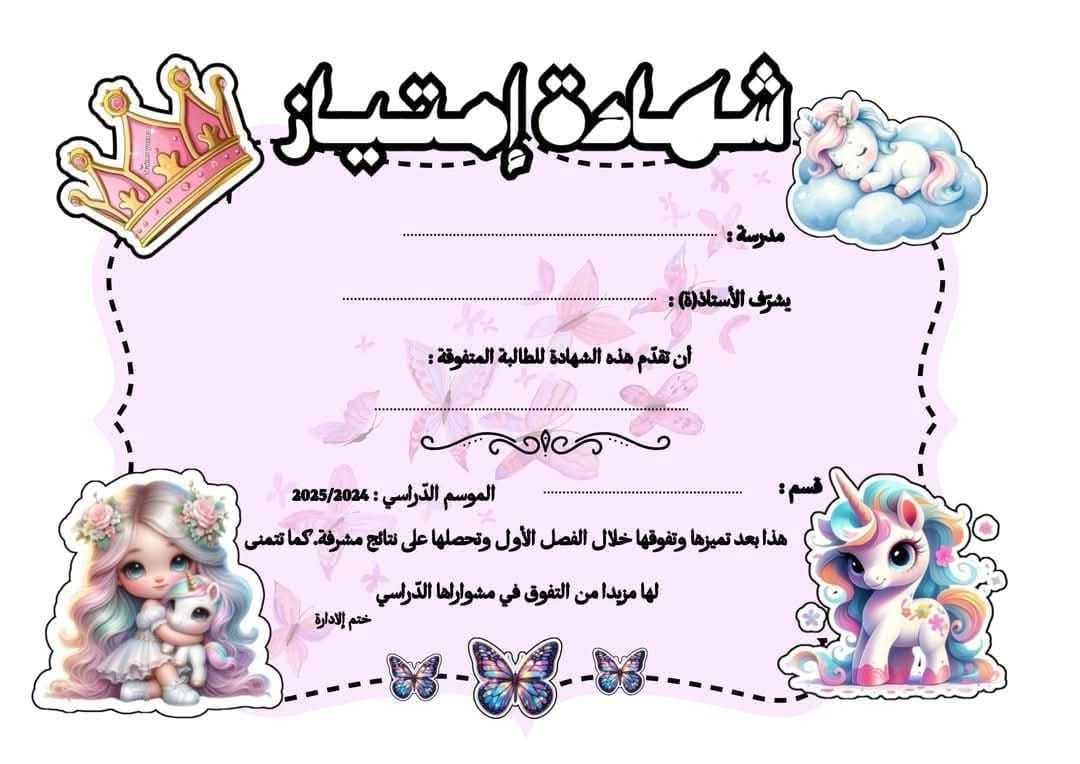 شهادة إمتياز
مدرسة :
يشرّف الأستاذ(ة) :
أن تقدّم هذه الشهادة للطالبة المتفوقة :
قسم : الموسم الدّراسي : 2025/2024
هذا بعد تميزها وتفوقها خلال الفصل الأول وتحصلها على نتائج مشرفة.كما تتمنى
لها مزيدا من التفوق في مشوارالها الدّراسي
ختم إلادارة